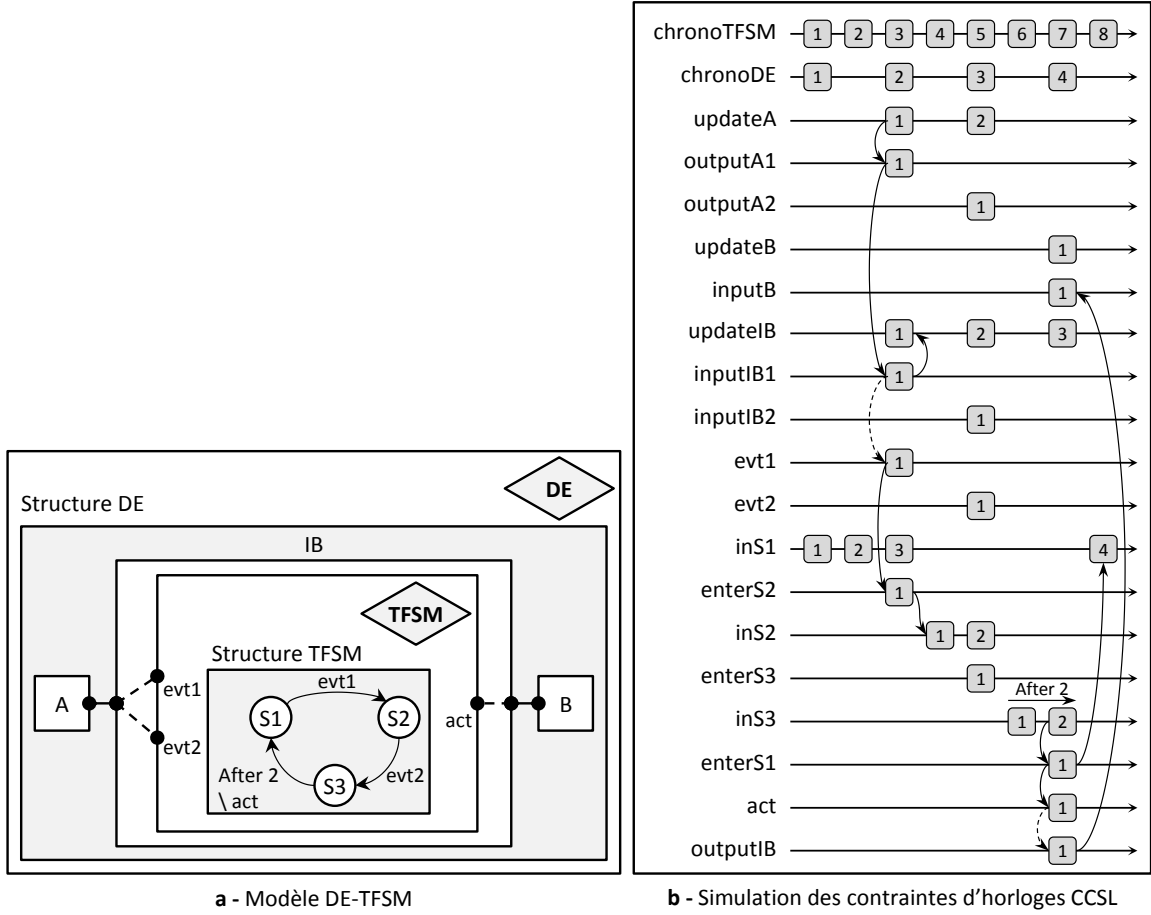 DE
Structure DE
IB
TFSM
Structure TFSM
A
evt1
evt2
evt1
S1
S2
evt2
S3
After 2
\ act
act
B
a - Modèle DE-TFSM
chronoTFSM 1 2 3 4 5 6 7 8
chronoDE 1 2 3 4
updateA 1 2
outputA1 1
outputA2 1
updateB 1
inputB 1
updateIB 1 2 3
inputIB1 1
inputIB2 1
evt1 1
evt2 1
inS1 1 2 3 4
enterS2 1
inS2 1 2
enterS3 1
After 2
inS3 1 2
enterS1 1
act 1
outputIB 1
b - Simulation des contraintes d'horloges CCSL